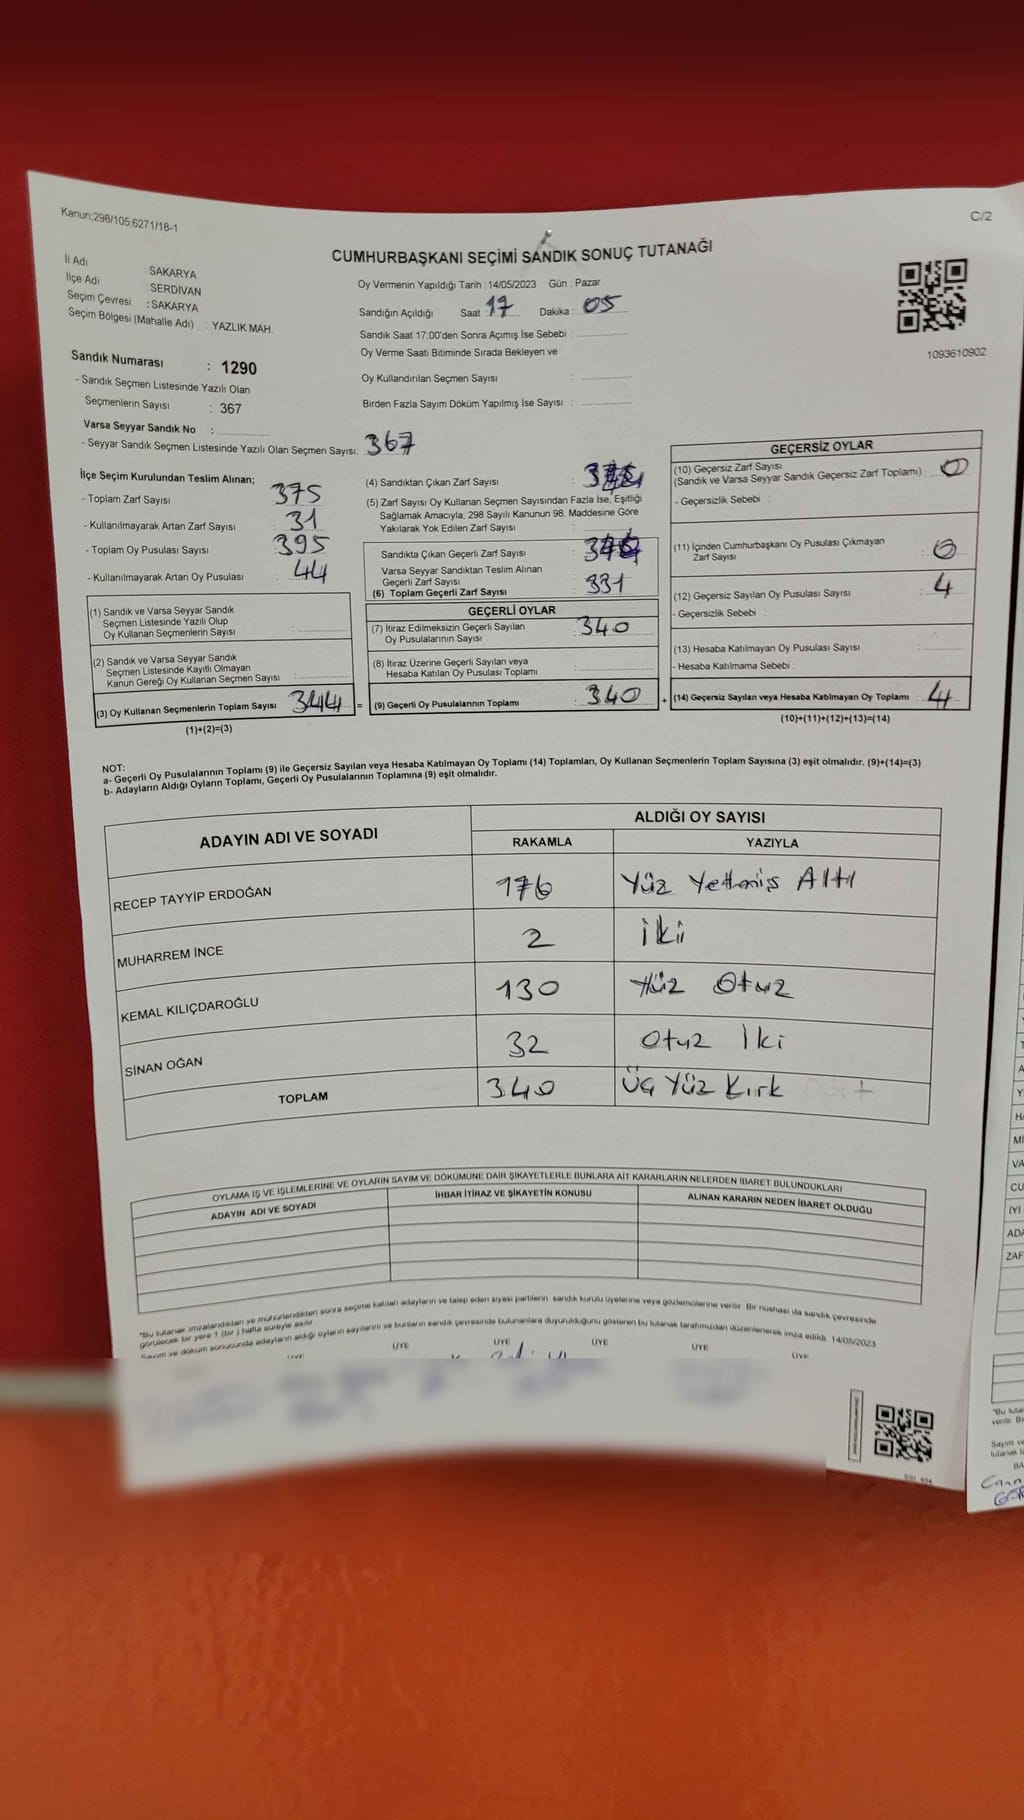 Kanun;298/105;6271/18-1
C/2
CUMHURBAŞKANI SEÇİMİ SANDIK SONUÇ TUTANAĞI
İl Adı : SAKARYA
İlçe Adı : SERDİVAN
Seçim Çevresi : SAKARYA
Seçim Bölgesi (Mahalle Adı) : YAZLIK MAH.
Oy Vermenin Yapıldığı Tarih : 14/05/2023 Gün : Pazar
Sandığın Açıldığı Saat : 17 Dakika : 05
Sandık Saat 17:00'den Sonra Açımış İse Sebebi :
Oy Verme Saati Bitiminde Sırada Bekleyen ve
Oy Kullandırılan Seçmen Sayısı :
Birden Fazla Sayım Döküm Yapılmış İse Sayısı :
1093610902
Sandık Numarası : 1290
- Sandık Seçmen Listesinde Yazılı Olan
Seçmenlerin Sayısı : 367
Varsa Seyyar Sandık No :
- Seyyar Sandık Seçmen Listesinde Yazılı Olan Seçmen Sayısı: 367
İlçe Seçim Kurulundan Teslim Alınan;
- Toplam Zarf Sayısı : 375
- Kullanılmayarak Artan Zarf Sayısı : 31
- Toplam Oy Pusulası Sayısı : 395
- Kullanılmayarak Artan Oy Pusulası : 44
(1) Sandık ve Varsa Seyyar Sandık
Seçmen Listesinde Yazılı Olup
Oy Kullanan Seçmenlerin Sayısı :
(2) Sandık ve Varsa Seyyar Sandık
Seçmen Listesinde Kayıtlı Olmayan
Kanun Gereği Oy Kullanan Seçmen Sayısı :
(3) Oy Kullanan Seçmenlerin Toplam Sayısı 344 =
(1)+(2)=(3)
(4) Sandıktan Çıkan Zarf Sayısı :
(5) Zarf Sayısı Oy Kullanan Seçmen Sayısından Fazla İse, Eşitliği
Sağlamak Amacıyla, 298 Sayılı Kanunun 98. Maddesine Göre
Yakılarak Yok Edilen Zarf Sayısı :
Sandıkta Çıkan Geçerli Zarf Sayısı :
Varsa Seyyar Sandıktan Teslim Alınan
Geçerli Zarf Sayısı :
(6) Toplam Geçerli Zarf Sayısı : 331
GEÇERLİ OYLAR
(7) İtiraz Edilmeksizin Geçerli Sayılan
Oy Pusulalarının Sayısı : 340
(8) İtiraz Üzerine Geçerli Sayılan veya
Hesaba Katılan Oy Pusulası Toplamı :
(9) Geçerli Oy Pusulalarının Toplamı : 340 +
GEÇERSİZ OYLAR
(10) Geçersiz Zarf Sayısı
(Sandık ve Varsa Seyyar Sandık Geçersiz Zarf Toplamı) : 0
- Geçersizlik Sebebi :
(11) İçinden Cumhurbaşkanı Oy Pusulası Çıkmayan
Zarf Sayısı : 0
(12) Geçersiz Sayılan Oy Pusulası Sayısı : 4
- Geçersizlik Sebebi :
(13) Hesaba Katılmayan Oy Pusulası Sayısı :
- Hesaba Katılmama Sebebi :
(14) Geçersiz Sayılan veya Hesaba Katılmayan Oy Toplamı : 4
(10)+(11)+(12)+(13)=(14)
NOT:
a- Geçerli Oy Pusulalarının Toplamı (9) ile Geçersiz Sayılan veya Hesaba Katılmayan Oy Toplamı (14) Toplamları, Oy Kullanan Seçmenlerin Toplam Sayısına (3) eşit olmalıdır. (9)+(14)=(3)
b- Adayların Aldığı Oyların Toplamı, Geçerli Oy Pusulalarının Toplamına (9) eşit olmalıdır.
ADAYIN ADI VE SOYADI ALDIĞI OY SAYISI
RAKAMLA YAZIYLA
RECEP TAYYİP ERDOĞAN 176 Yüz Yetmiş Altı
MUHARREM İNCE 2 İki
KEMAL KILIÇDAROĞLU 130 Yüz Otuz
SİNAN OĞAN 32 Otuz İki
TOPLAM 340 Üç Yüz Kırk Dört
OYLAMA İŞ VE İŞLEMLERİNE VE OYLARIN SAYIM VE DÖKÜMÜNE DAİR ŞİKAYETLERLE BUNLARA AİT KARARLARIN NELERDEN İBARET BULUNDUKLARI
ADAYIN ADI VE SOYADI İHBAR İTİRAZ VE ŞİKAYETİN KONUSU ALINAN KARARIN NEDEN İBARET OLDUĞU
"Bu tutanak imzalandıktan ve mühürlendikten sonra seçime katılan adayların ve talep eden siyasi partilerin sandık kurulu üyelerine veya gözlemcilerine verilir. Bir nüshası da sandık çevresinde
görülecek bir yere 1 (bir) hafta süreyle asılır.
Sayım ve döküm sonucunda adayların aldığı oyların sayılarını ve bunların sandık çevresinde bulunanlara duyurulduğunu gösteren bu tutanak tarafımızdan düzenlenerek imza edildi. 14/05/2023
ÜYE ÜYE ÜYE ÜYE ÜYE ÜYE